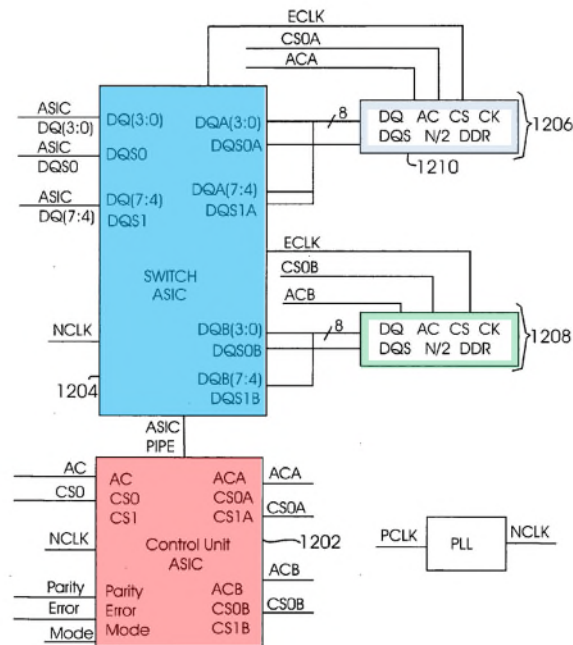 ECLK
CS0A
ACA
ASIC
DQ(3:0)
ASIC
DQS0
ASIC
DQ(7:4)
DQ(3:0)
DQS0
DQ(7:4)
DQS1
DQA(3:0)
DQS0A
DQA(7:4)
DQS1A
8
DQ AC CS CK
DQS N/2 DDR
1206
1210
SWITCH
ASIC
ECLK
CS0B
ACB
NCLK
1204
DQB(3:0)
DQS0B
DQB(7:4)
DQS1B
8
DQ AC CS CK
DQS N/2 DDR
1208
ASIC
PIPE
AC
CS0
NCLK
Parity
Error
Mode
AC
CS0
CS1
ACA
CS0A
CS1A
Control Unit
ASIC
Parity
Error
Mode
ACB
CS0B
CS1B
ACA
CS0A
1202
ACB
CS0B
PCLK
PLL
NCLK